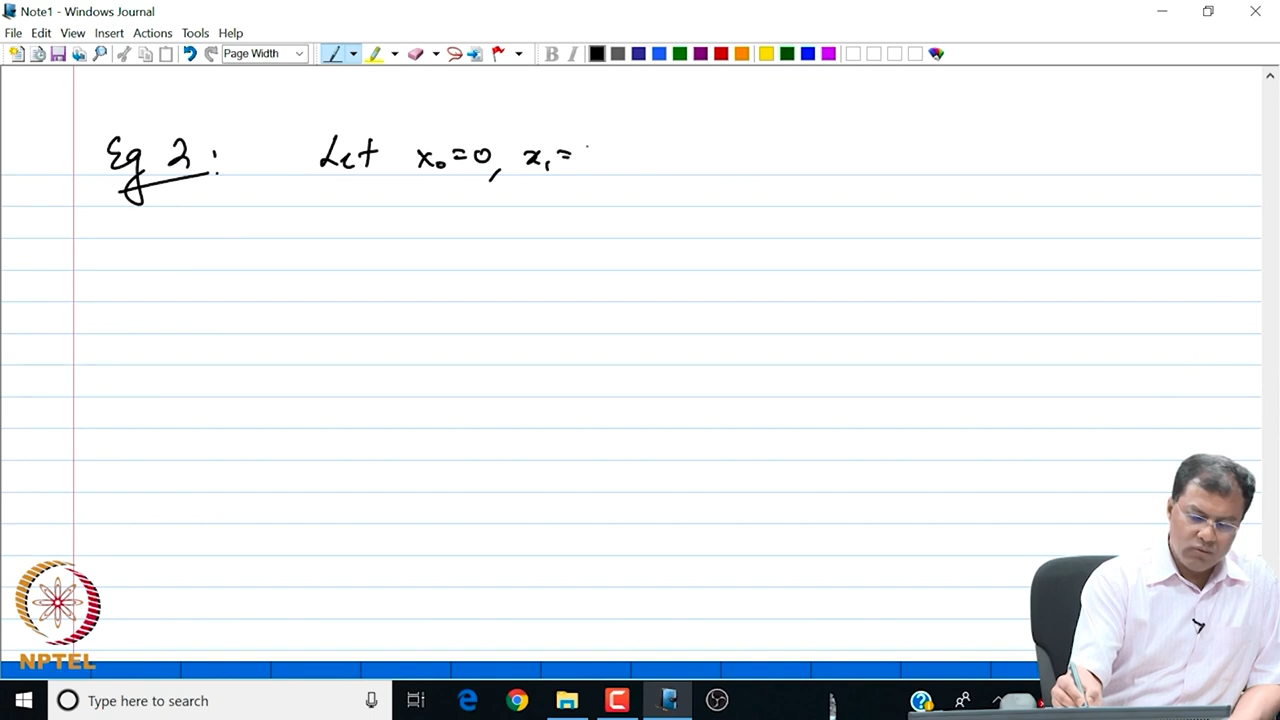 Note1 - Windows Journal
File Edit View Insert Actions Tools Help
Page Width B I
Eg 2: Let x₀=0, x₁=
NPTEL
Type here to search